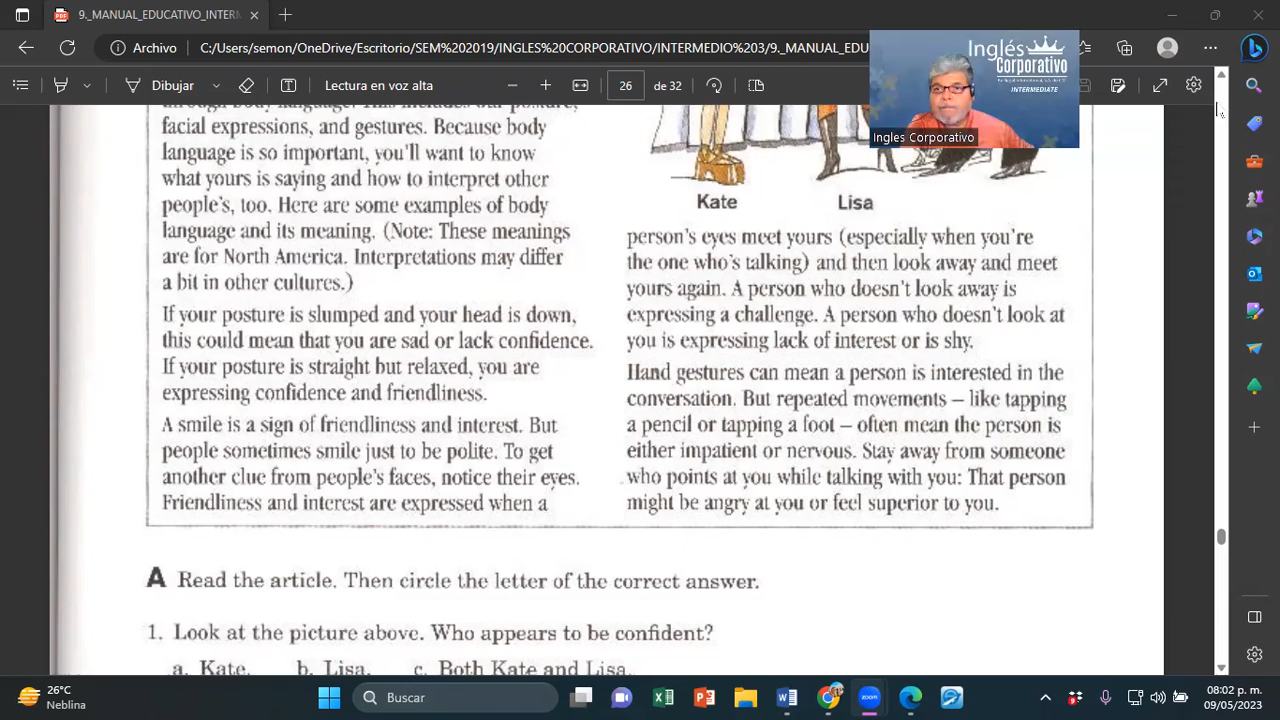 9._MANUAL_EDUCATIVO_INTERM
Archivo
C:/Users/semon/OneDrive/Escritorio/SEM%202019/INGLES%20CORPORATIVO/INTERMEDIO%203/9._MANUAL_EDU
Dibujar
Lectura en voz alta
26
de 32
Inglés
Corporativo
INTERMEDIATE
Ingles Corporativo
through body language. This includes our posture,
facial expressions, and gestures. Because body
language is so important, you'll want to know
what yours is saying and how to interpret other
people's, too. Here are some examples of body
language and its meaning. (Note: These meanings
are for North America. Interpretations may differ
a bit in other cultures.)
If your posture is slumped and your head is down,
this could mean that you are sad or lack confidence.
If your posture is straight but relaxed, you are
expressing confidence and friendliness.
A smile is a sign of friendliness and interest. But
people sometimes smile just to be polite. To get
another clue from people's faces, notice their eyes.
Friendliness and interest are expressed when a
Kate
Lisa
person's eyes meet yours (especially when you're
the one who's talking) and then look away and meet
yours again. A person who doesn't look away is
expressing a challenge. A person who doesn't look at
you is expressing lack of interest or is shy.
Hand gestures can mean a person is interested in the
conversation. But repeated movements – like tapping
a pencil or tapping a foot – often mean the person is
either impatient or nervous. Stay away from someone
who points at you while talking with you: That person
might be angry at you or feel superior to you.
A Read the article. Then circle the letter of the correct answer.
1. Look at the picture above. Who appears to be confident?
a. Kate. b. Lisa. c. Both Kate and Lisa.
26°C
Neblina
Buscar
zoom
08:02 p. m.
09/05/2023